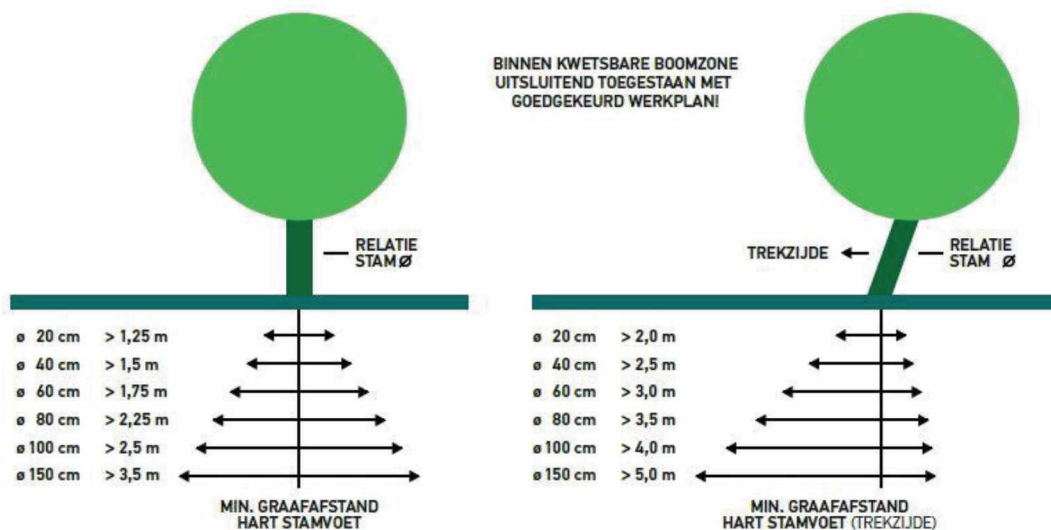 BINNEN KWETSBARE BOOMZONE
UITSLUITEND TOEGESTAAN MET
GOEDGEKEURD WERKPLAN!
RELATIE
STAM Ø
ø 20 cm > 1,25 m
ø 40 cm > 1,5 m
ø 60 cm > 1,75 m
ø 80 cm > 2,25 m
ø 100 cm > 2,5 m
ø 150 cm > 3,5 m
MIN. GRAAFAFSTAND
HART STAMVOET
TREKZIJDE
RELATIE
STAM Ø
ø 20 cm > 2,0 m
ø 40 cm > 2,5 m
ø 60 cm > 3,0 m
ø 80 cm > 3,5 m
ø 100 cm > 4,0 m
ø 150 cm > 5,0 m
MIN. GRAAFAFSTAND
HART STAMVOET (TREKZIJDE)